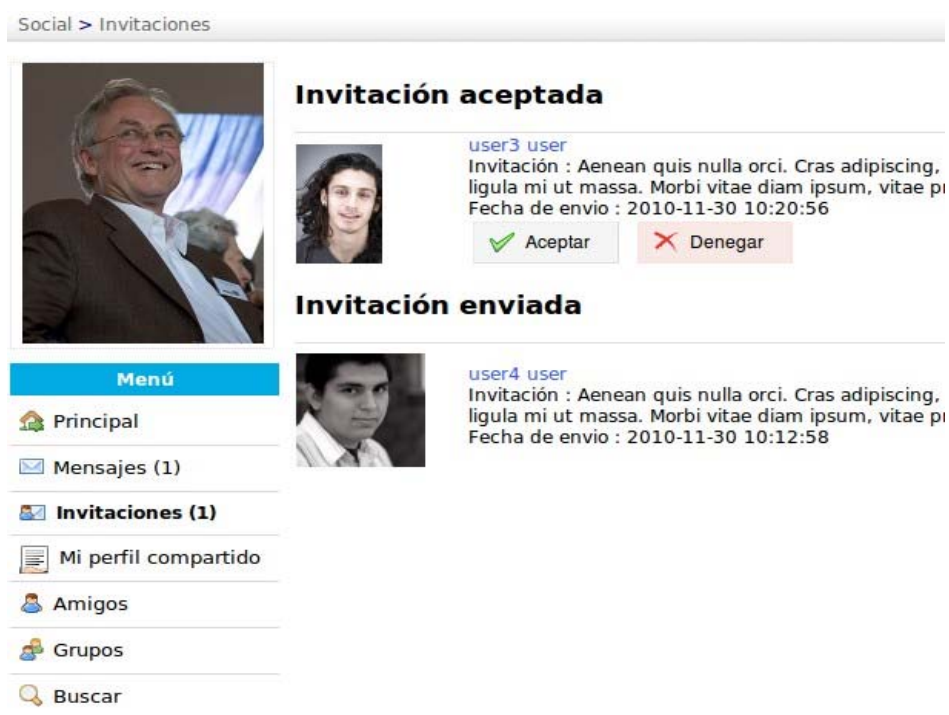 Social > Invitaciones
Invitación aceptada
user3 user
Invitación : Aenean quis nulla orci. Cras adipiscing,
ligula mi ut massa. Morbi vitae diam ipsum, vitae
Fecha de envio : 2010-11-30 10:20:56
Aceptar Denegar
Invitación enviada
user4 user
Invitación : Aenean quis nulla orci. Cras adipiscing,
ligula mi ut massa. Morbi vitae diam ipsum, vitae
Fecha de envio : 2010-11-30 10:12:58
Menú
Principal
Mensajes (1)
Invitaciones (1)
Mi perfil compartido
Amigos
Grupos
Buscar